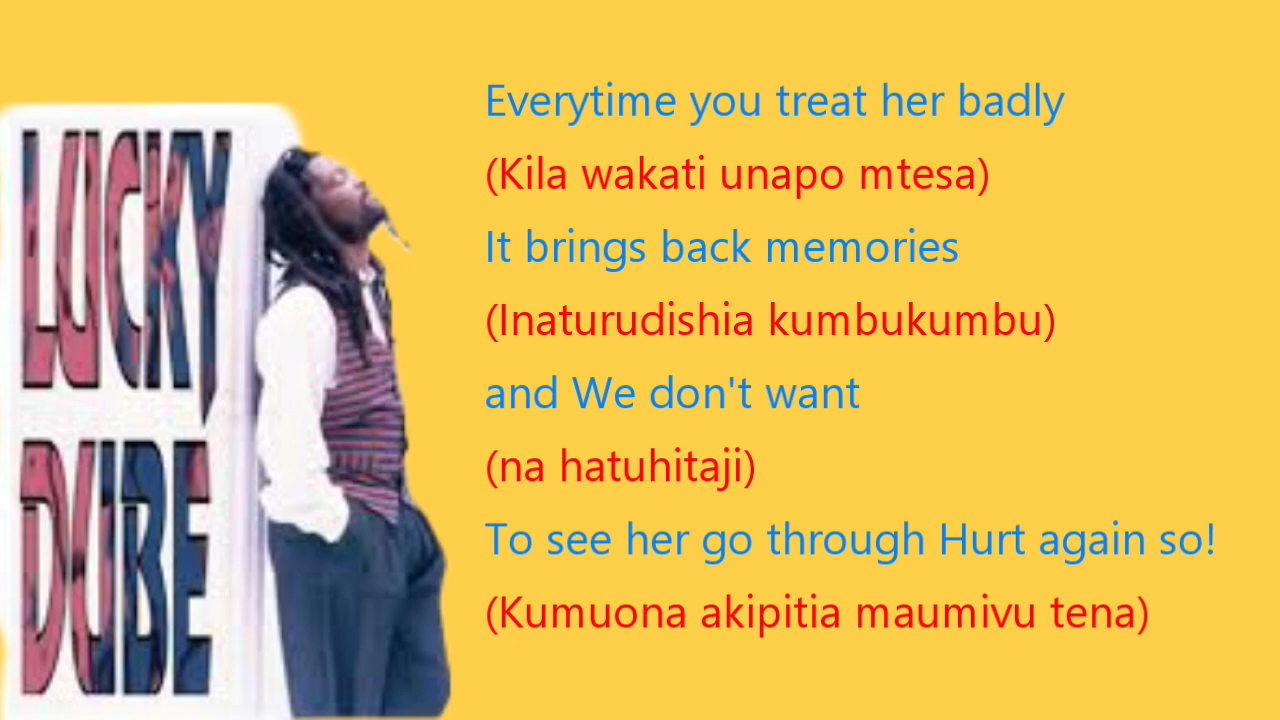 LUCKY
DUBE
Everytime you treat her badly
(Kila wakati unapo mtesa)
It brings back memories
(Inaturudishia kumbukumbu)
and We don't want
(na hatuhitaji)
To see her go through Hurt again so!
(Kumuona akipitia maumivu tena)